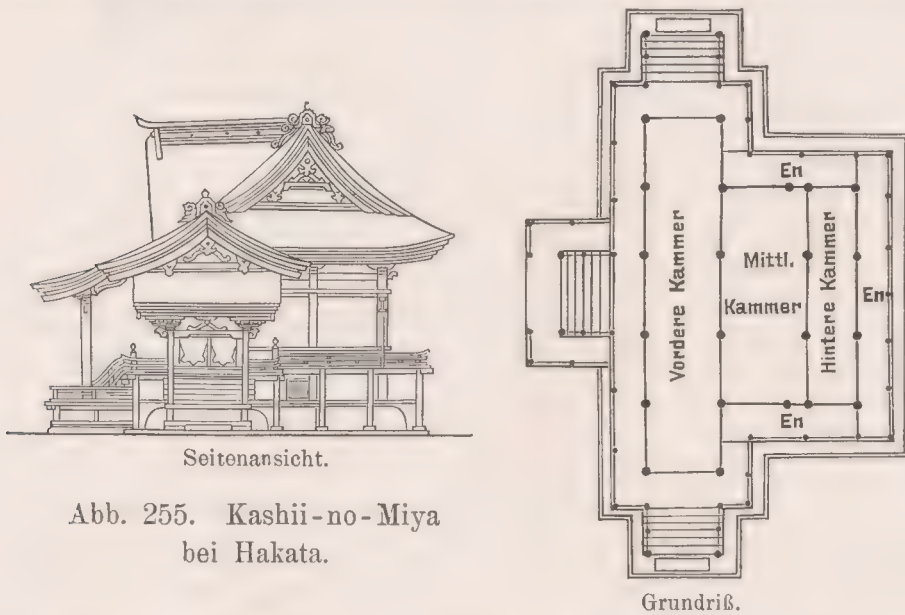 Seitenansicht.
Abb. 255. Kashii-no-Miya
bei Hakata.
Vordere Kammer
En
Mittl.
Kammer
Hintere Kammer
En
En
Grundriß.